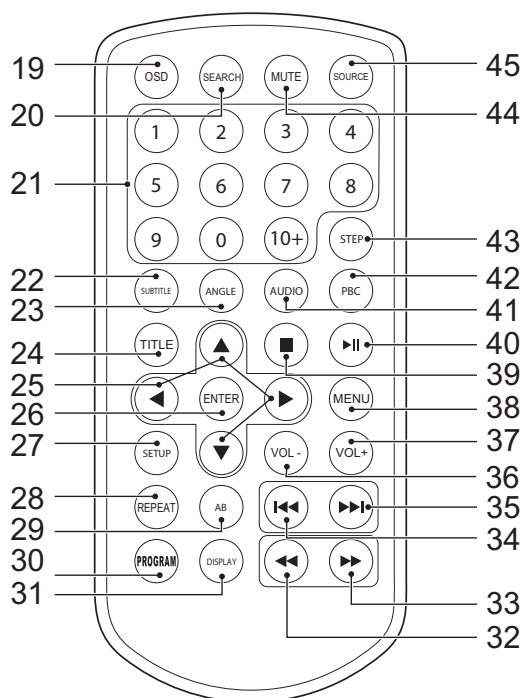 19 OSD SEARCH MUTE SOURCE 45
20 44
1 2 3 4
21 5 6 7 8
9 0 10+ STEP 43
22 SUBTITLE ANGLE AUDIO PBC 42
23 41
24 TITLE 40
25 39
26 ENTER MENU 38
27 SETUP VOL - VOL+ 37
36
28 REPEAT AB 35
29 34
30 PROGRAM DISPLAY
31 33
32